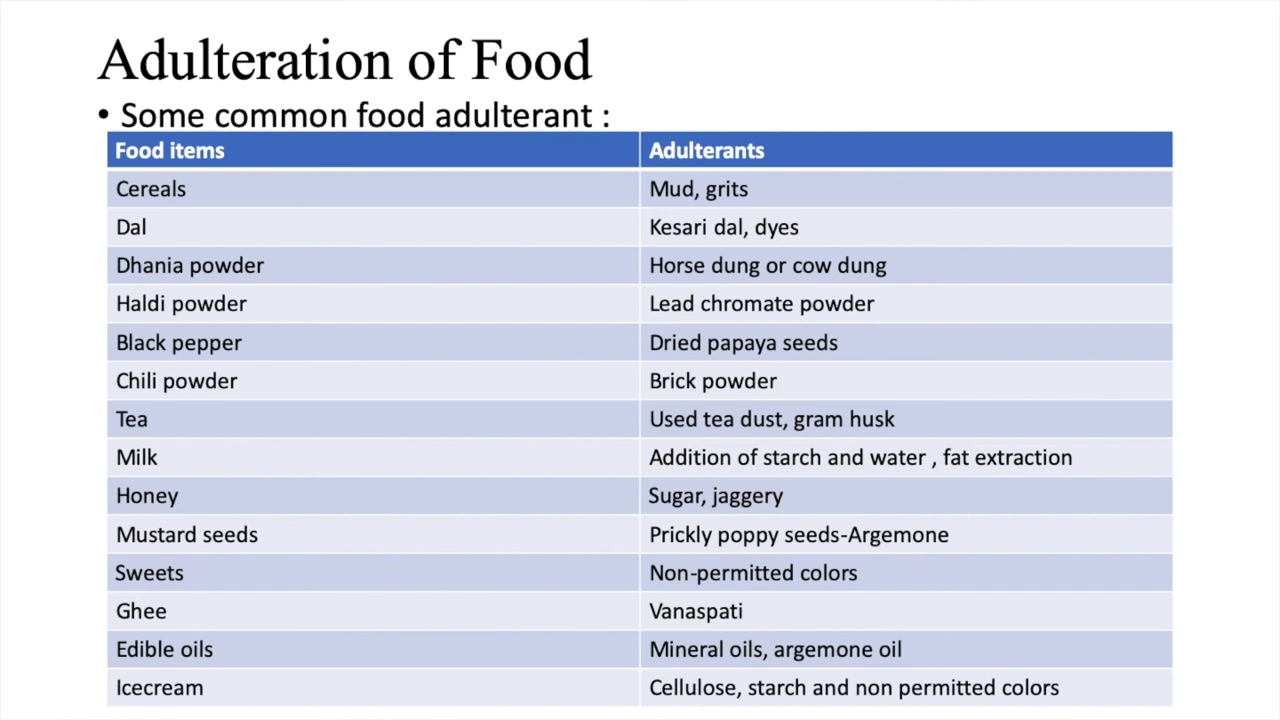 Adulteration of Food
• Some common food adulterant :
Food items Adulterants
Cereals Mud, grits
Dal Kesari dal, dyes
Dhania powder Horse dung or cow dung
Haldi powder Lead chromate powder
Black pepper Dried papaya seeds
Chili powder Brick powder
Tea Used tea dust, gram husk
Milk Addition of starch and water , fat extraction
Honey Sugar, jaggery
Mustard seeds Prickly poppy seeds-Argemone
Sweets Non-permitted colors
Ghee Vanaspati
Edible oils Mineral oils, argemone oil
Icecream Cellulose, starch and non permitted colors